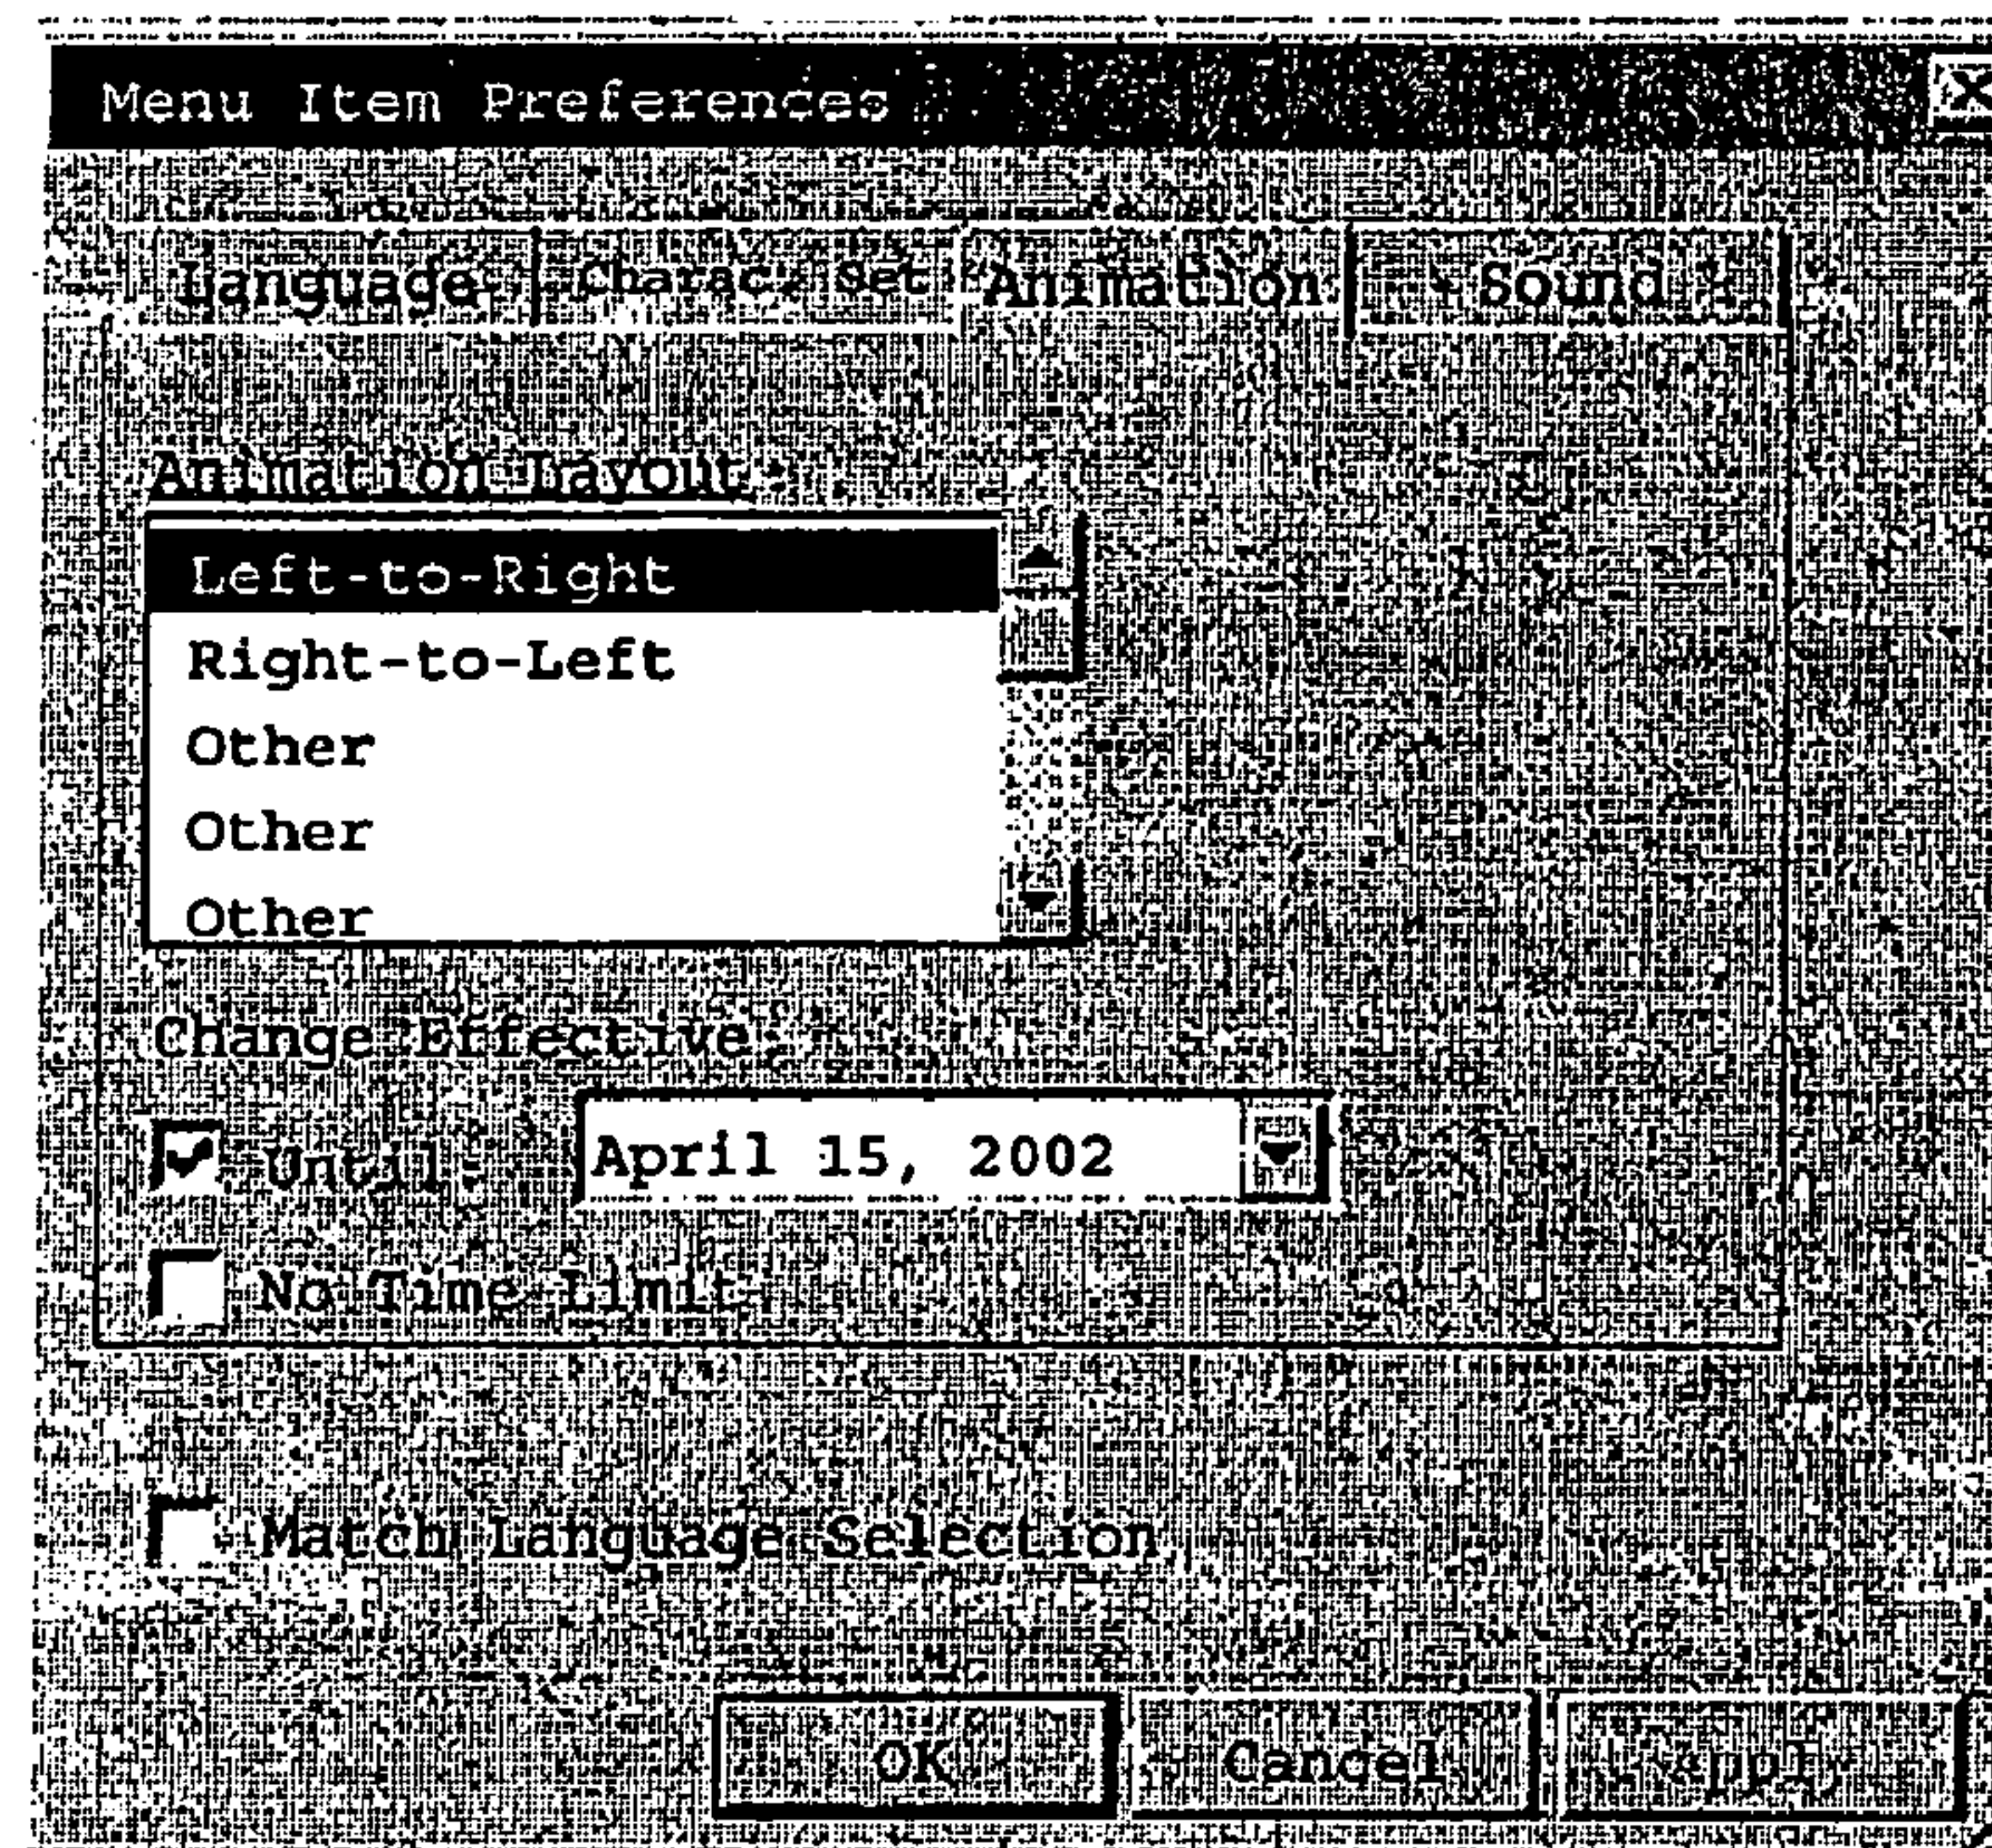 Menu Item Preferences
Language Charac. Set Animation Sound
Animation Layout:
Left-to-Right
Right-to-Left
Other
Other
Other
Change Effective:
Until: April 15, 2002
No Time Limit
Match Language Selection
OK Cancel Apply